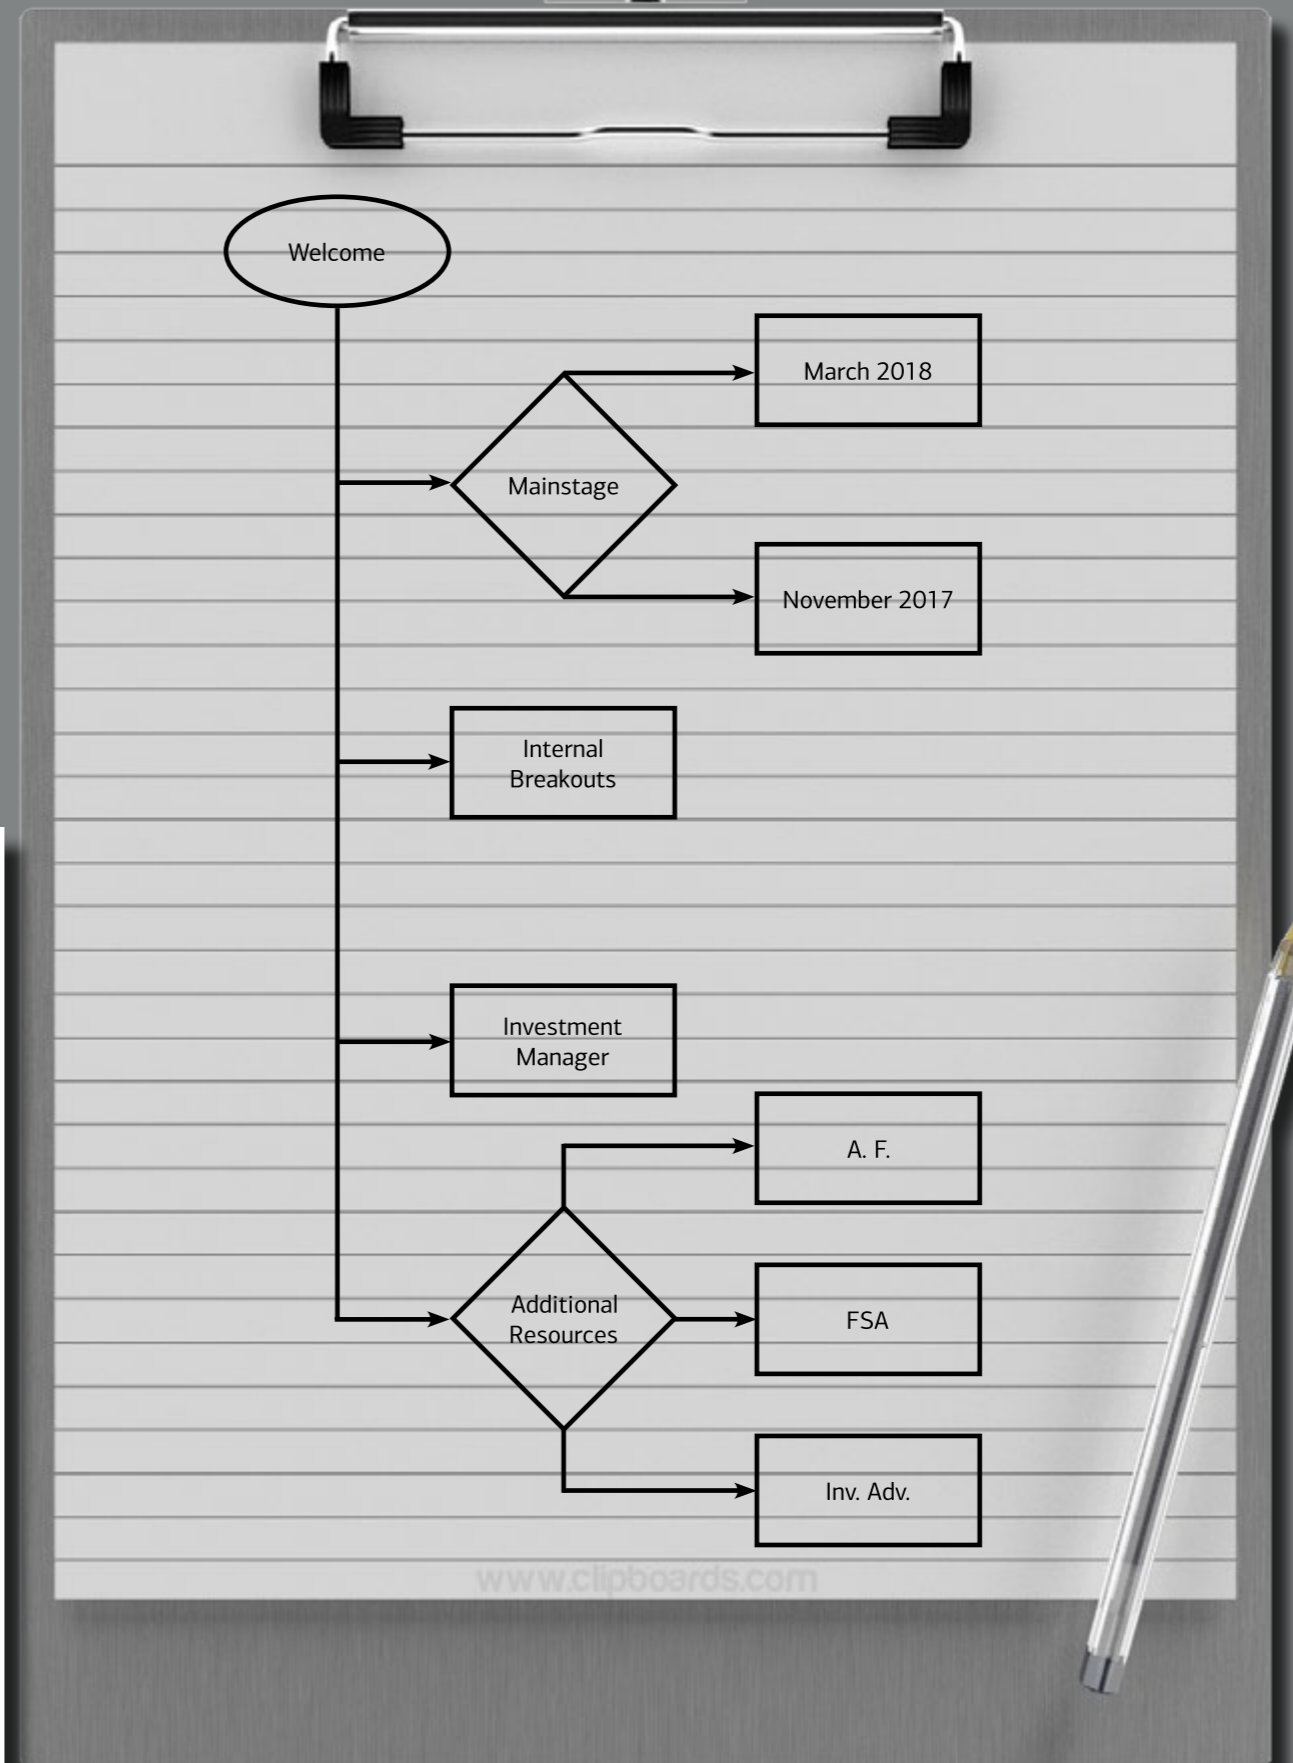 Welcome
March 2018
Mainstage
November 2017
Internal
Breakouts
Investment
Manager
A. F.
Additional
Resources
FSA
Inv. Adv.
www.clipboards.com